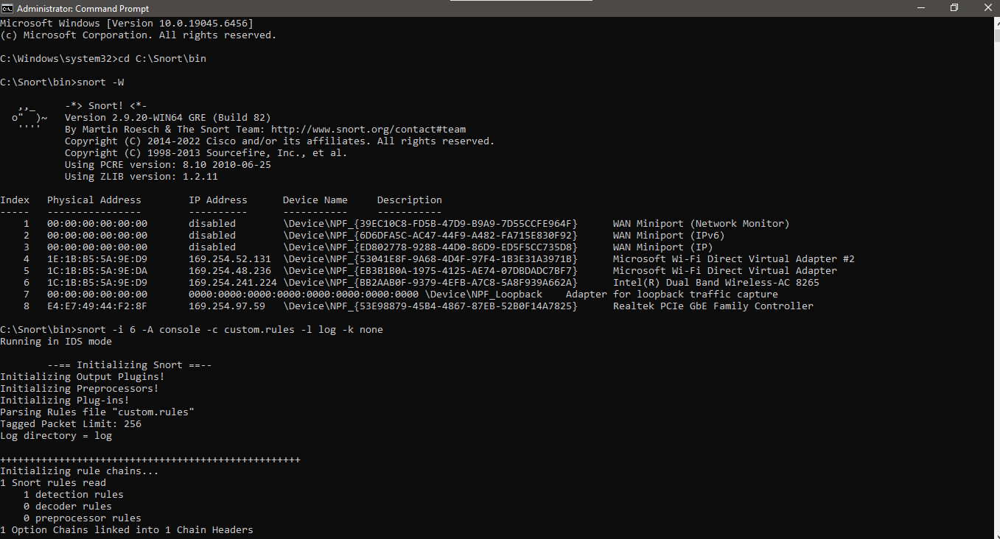 Administrator: Command Prompt
Microsoft Windows [Version 10.0.19045.6456]
(c) Microsoft Corporation. All rights reserved.
C:\Windows\system32>cd C:\Snort\bin
C:\Snort\bin>snort -W
   ,,_     -*> Snort! <*-
  o"  )~   Version 2.9.20-WIN64 GRE (Build 82)
   ''''    By Martin Roesch & The Snort Team: http://www.snort.org/contact#team
           Copyright (C) 2014-2022 Cisco and/or its affiliates. All rights reserved.
           Copyright (C) 1998-2013 Sourcefire, Inc., et al.
           Using PCRE version: 8.10 2010-06-25
           Using ZLIB version: 1.2.11
Index   Physical Address        IP Address      Device Name     Description
-----   ----------------        ----------      -----------     -----------
    1   00:00:00:00:00:00       disabled        \Device\NPF_{39EC10C8-FD5B-47D9-B9A9-7D55CCFE964F}      WAN Miniport (Network Monitor)
    2   00:00:00:00:00:00       disabled        \Device\NPF_{6D6DFA5C-AC47-44F9-A482-FA715E830F92}      WAN Miniport (IPv6)
    3   00:00:00:00:00:00       disabled        \Device\NPF_{ED802778-9288-44D0-86D9-ED5F5CC735D8}      WAN Miniport (IP)
    4   1E:1B:B5:5A:9E:D9       169.254.52.131  \Device\NPF_{53041E8F-9A68-4D4F-97F4-1B3E31A3971B}      Microsoft Wi-Fi Direct Virtual Adapter #2
    5   1C:1B:B5:5A:9E:DA       169.254.48.236  \Device\NPF_{EB3B1B0A-1975-4125-AE74-07DBDADC7BF7}      Microsoft Wi-Fi Direct Virtual Adapter
    6   1C:1B:B5:5A:9E:D9       169.254.241.224 \Device\NPF_{BB2AAB0F-9379-4EFB-A7C8-5A8F939A662A}      Intel(R) Dual Band Wireless-AC 8265
    7   00:00:00:00:00:00       0000:0000:0000:0000:0000:0000:0000:0000 \Device\NPF_Loopback    Adapter for loopback traffic capture
    8   E4:E7:49:44:F2:8F       169.254.97.59   \Device\NPF_{53E98879-45B4-4867-87EB-52B0F14A7825}      Realtek PCIe GbE Family Controller
C:\Snort\bin>snort -i 6 -A console -c custom.rules -l log -k none
Running in IDS mode
        --== Initializing Snort ==--
Initializing Output Plugins!
Initializing Preprocessors!
Initializing Plug-ins!
Parsing Rules file "custom.rules"
Tagged Packet Limit: 256
Log directory = log
+++++++++++++++++++++++++++++++++++++++++++++++++++
Initializing rule chains...
1 Snort rules read
    1 detection rules
    0 decoder rules
    0 preprocessor rules
1 Option Chains linked into 1 Chain Headers